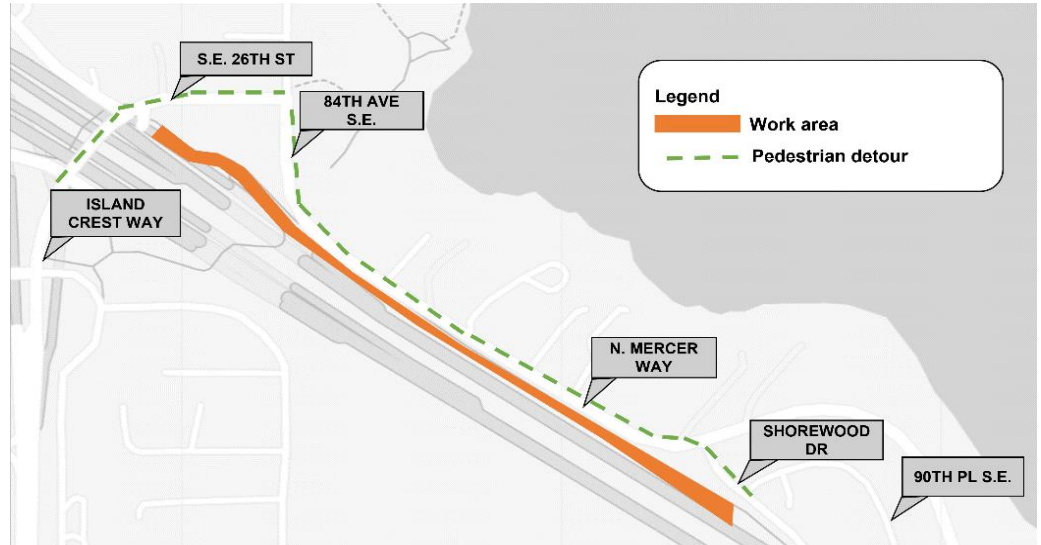 S.E. 26TH ST
84TH AVE
S.E.
Legend
Work area
Pedestrian detour
ISLAND
CREST WAY
N. MERCER
WAY
SHOREWOOD
DR
90TH PL S.E.